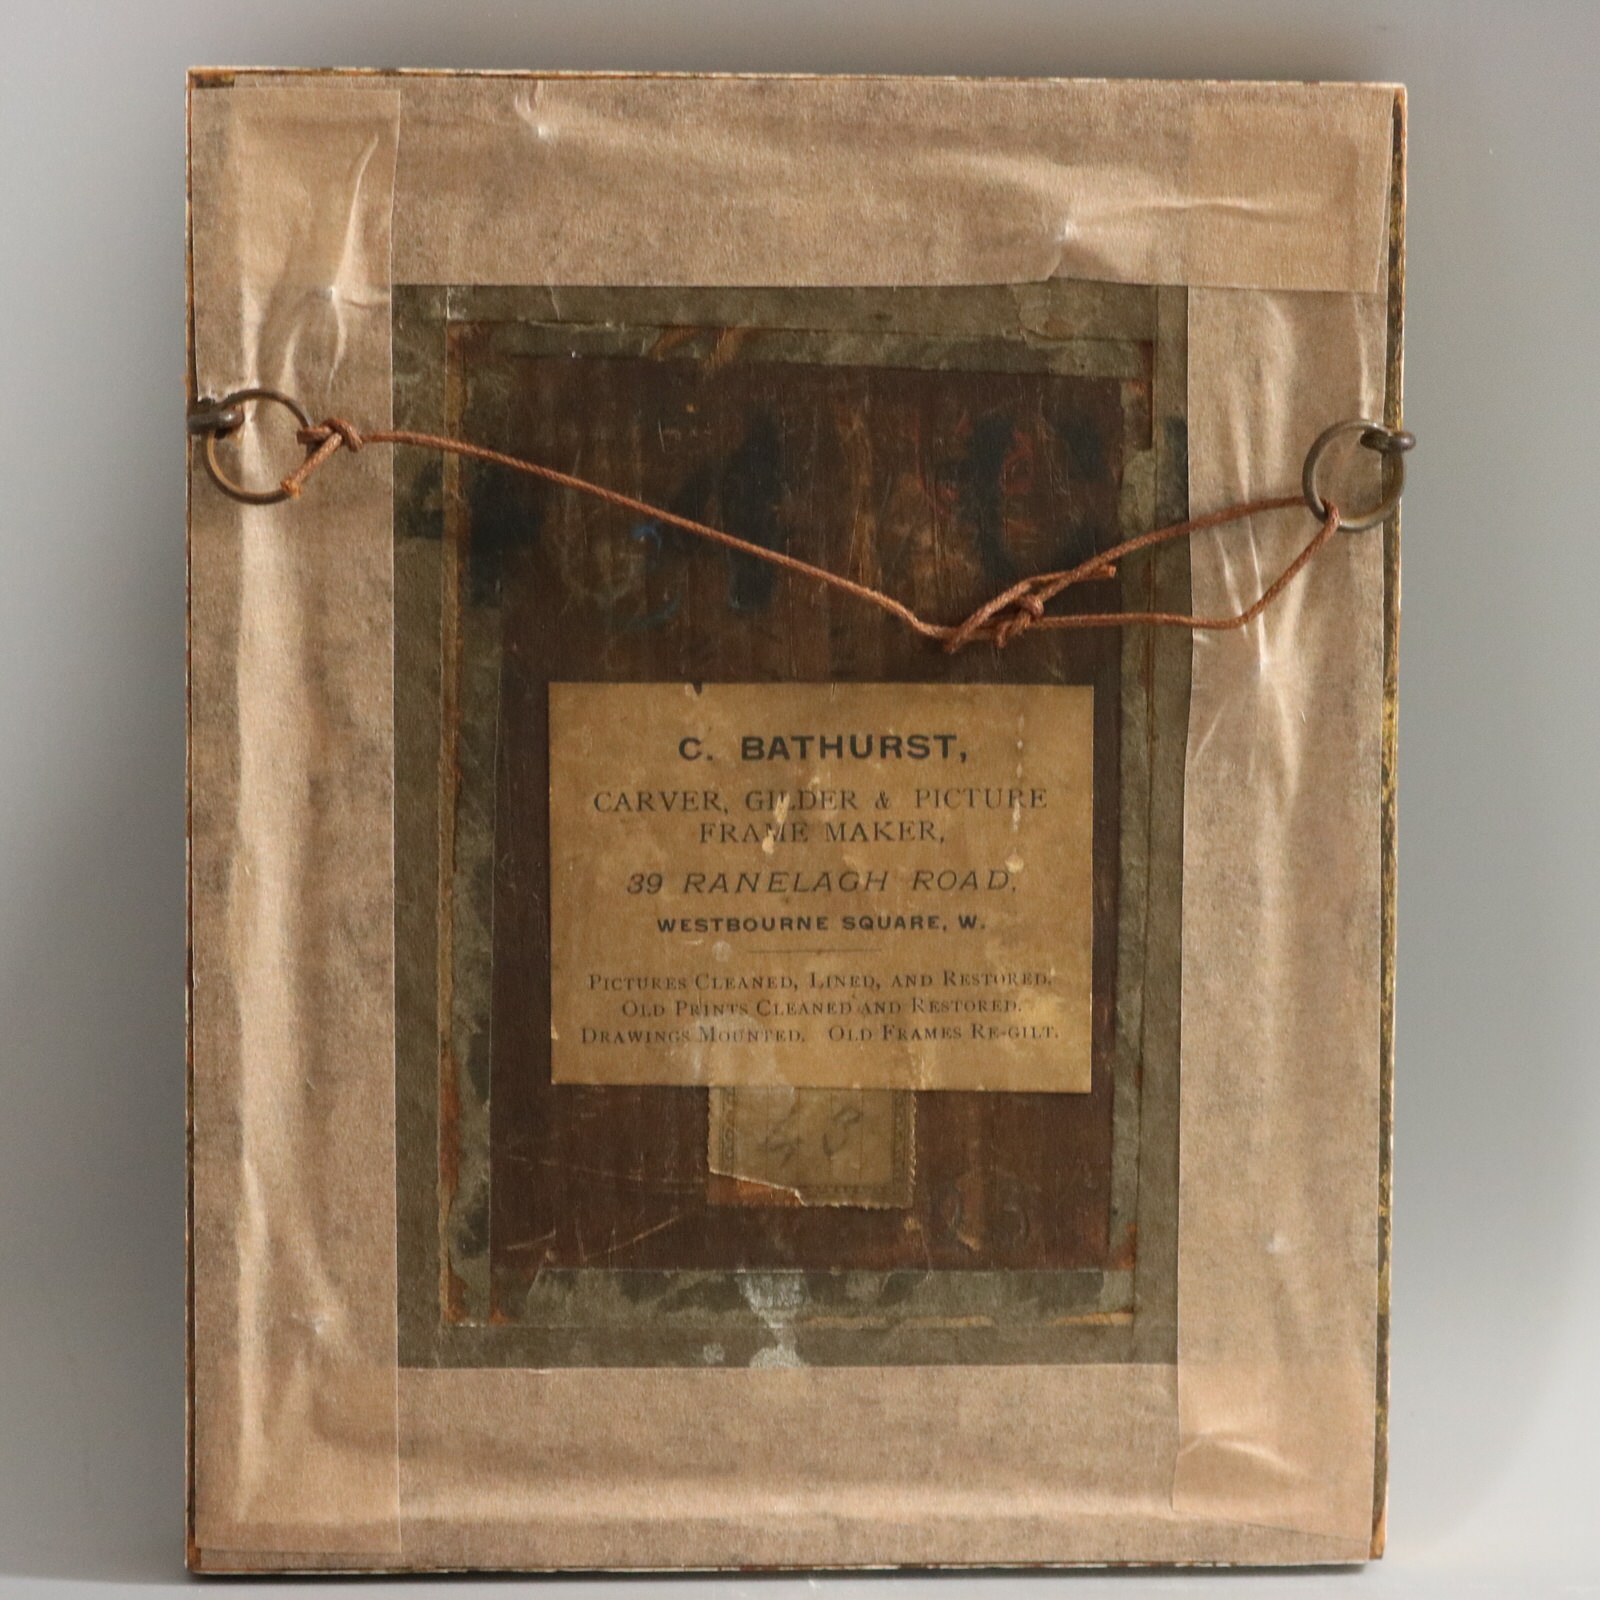 C. BATHURST,
CARVER, GILDER & PICTURE
FRAME MAKER,
39 RANELAGH ROAD,
WESTBOURNE SQUARE, W.
PICTURES CLEANED, LINED, AND RESTORED.
OLD PRINTS CLEANED AND RESTORED.
DRAWINGS MOUNTED. OLD FRAMES RE-GILT.